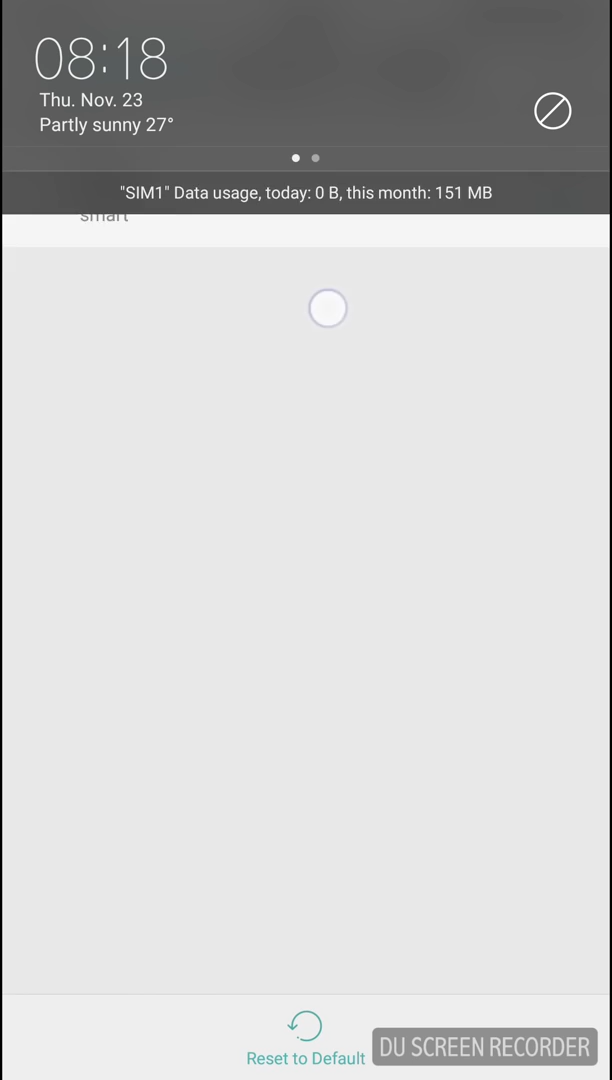 08:18
Thu. Nov. 23
Partly sunny 27°
"SIM1" Data usage, today: 0 B, this month: 151 MB
smart
Reset to Default
DU SCREEN RECORDER